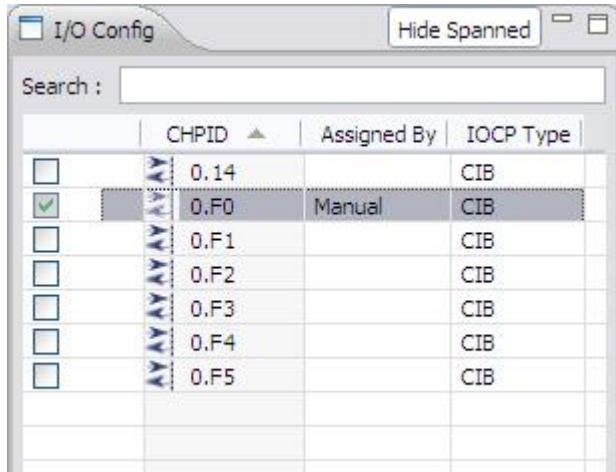 I/O Config Hide Spanned
Search :
CHPID Assigned By IOCP Type
0.14 CIB
0.F0 Manual CIB
0.F1 CIB
0.F2 CIB
0.F3 CIB
0.F4 CIB
0.F5 CIB